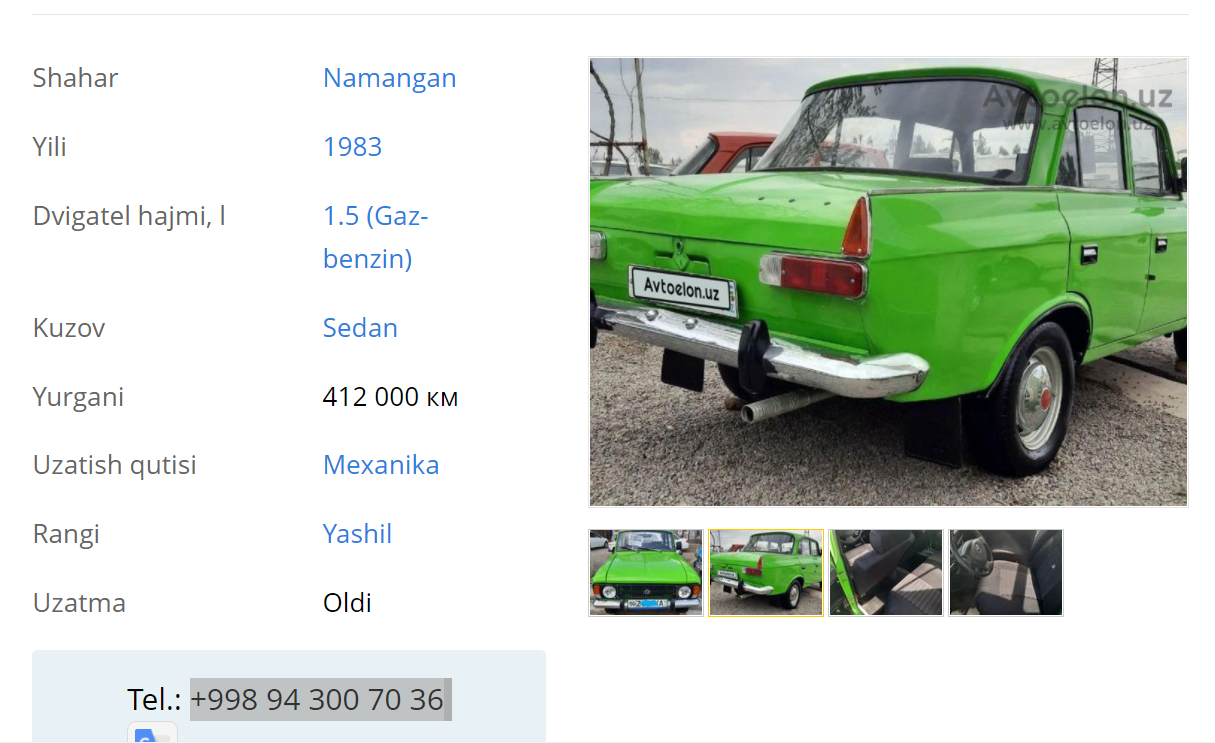 Shahar Namangan
Yili 1983
Dvigatel hajmi, l 1.5 (Gaz-
benzin)
Kuzov Sedan
Yurgani 412 000 км
Uzatish qutisi Mexanika
Rangi Yashil
Uzatma Oldi
Tel.: +998 94 300 70 36
Avtoelon.uz
www.avtoelon.uz
Avtoelon.uz